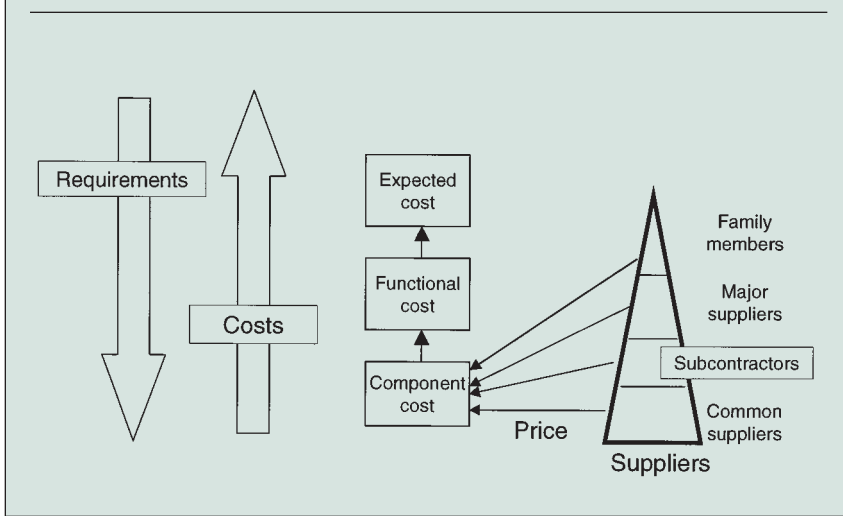 Requirements
Costs
Expected
cost
Functional
cost
Component
cost
Price
Family
members
Major
suppliers
Subcontractors
Common
suppliers
Suppliers